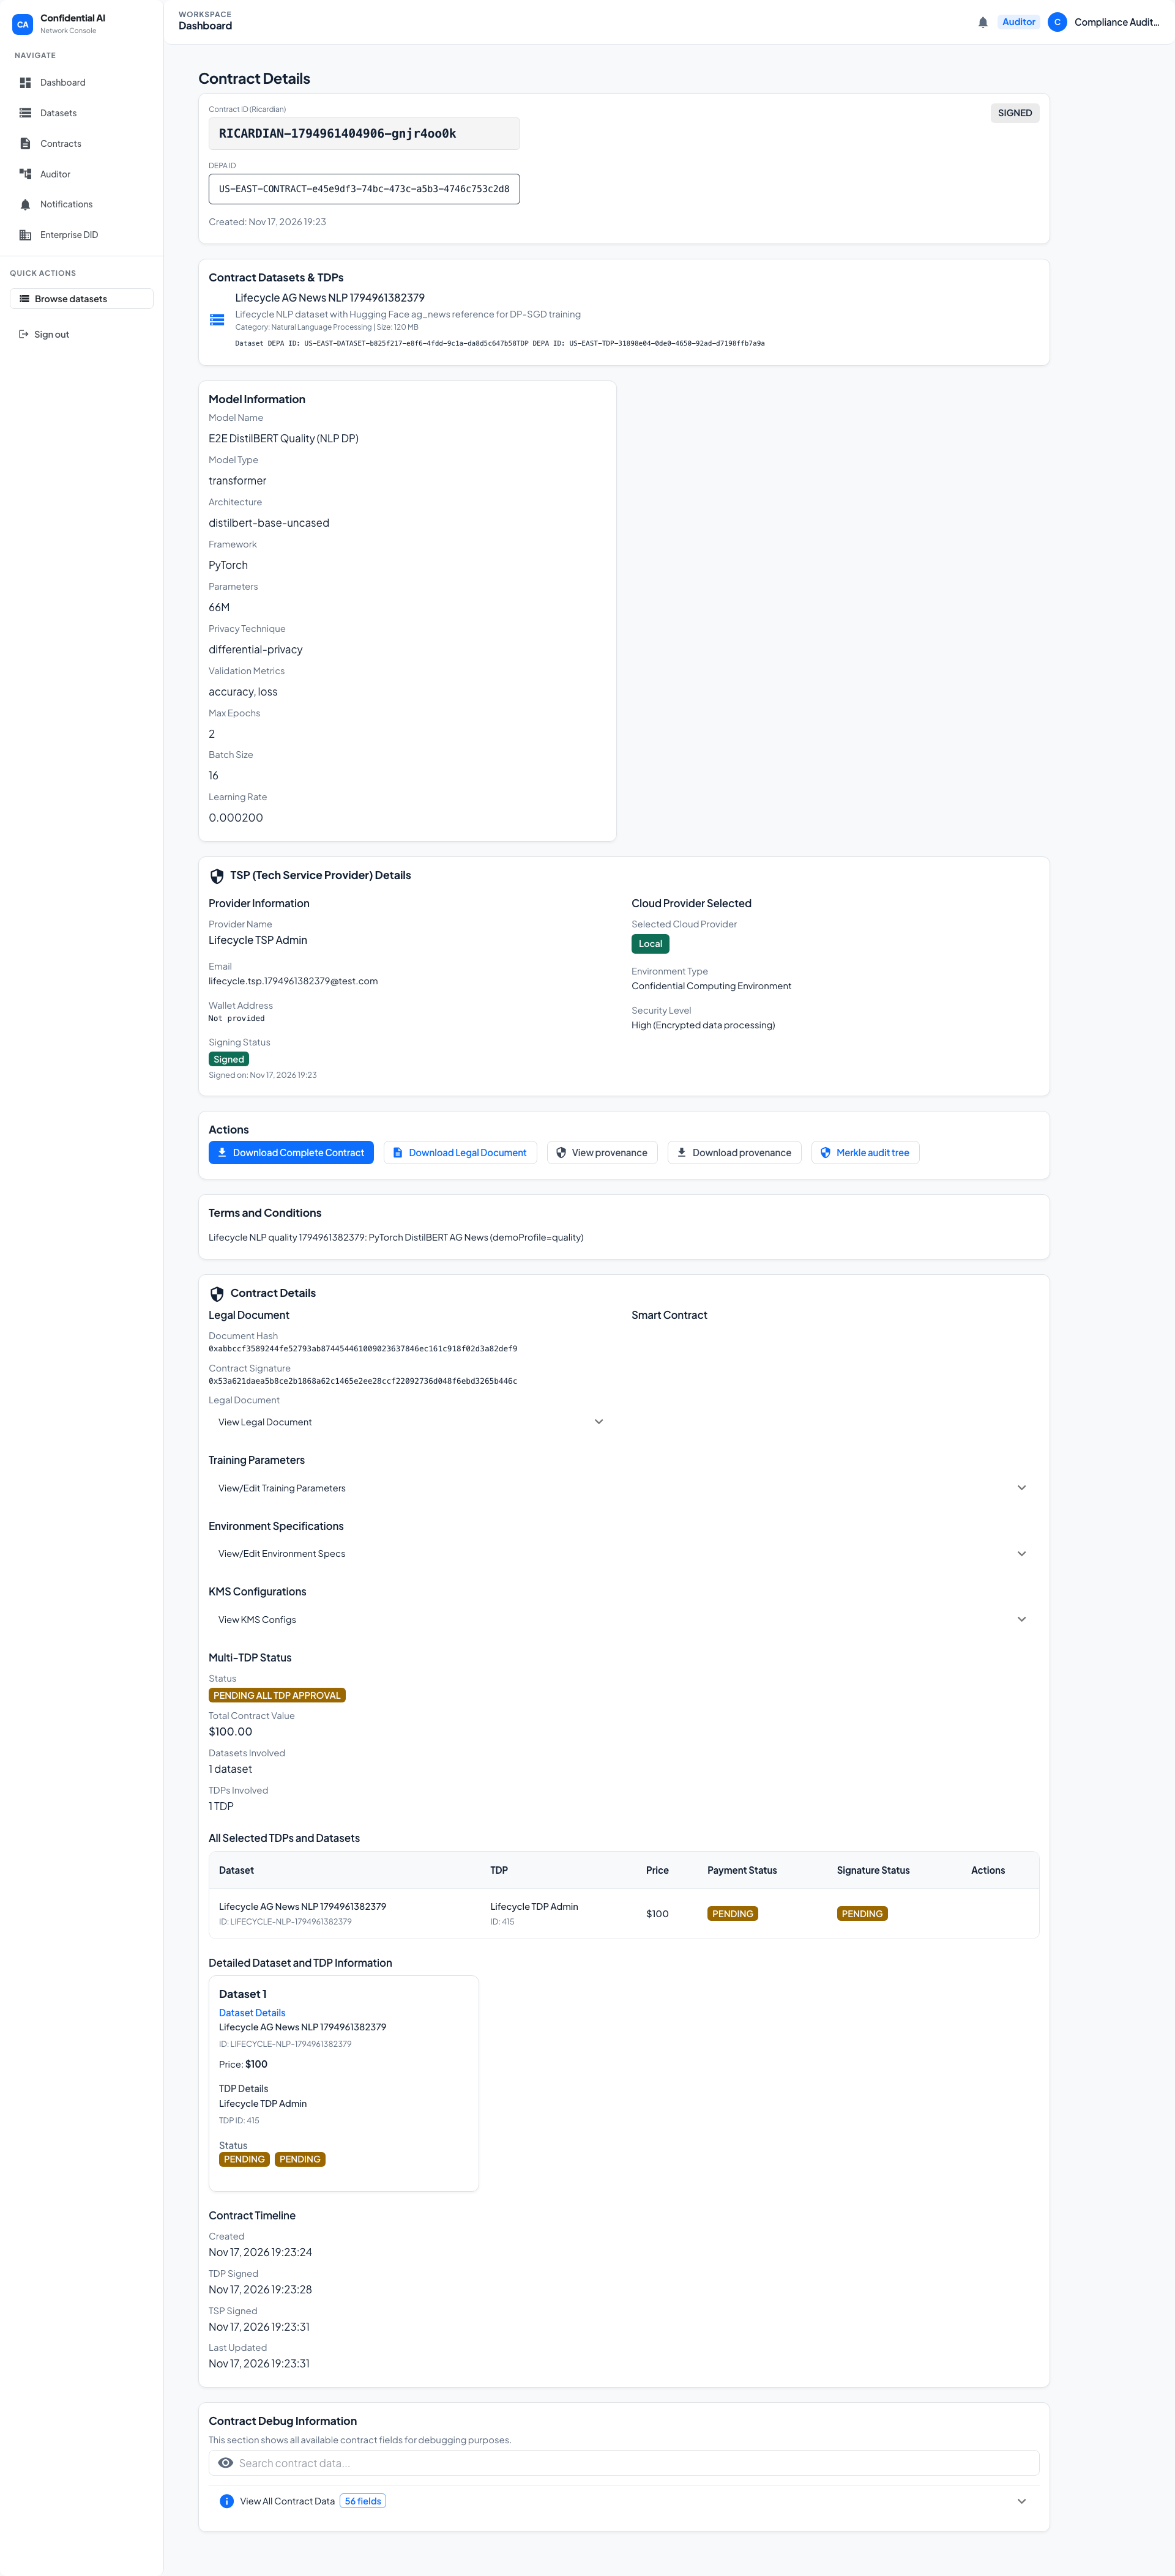 CA
Confidential AI
Network Console
NAVIGATE
Dashboard
Datasets
Contracts
Auditor
Notifications
Enterprise DID
QUICK ACTIONS
Browse datasets
Sign out
WORKSPACE
Dashboard
Auditor
C
Compliance Audit...
Contract Details
Contract ID (Ricardian)
SIGNED
RICARDIAN-1794961404906-gnjr4oo0k
DEPA ID
US-EAST-CONTRACT-e45e9df3-74bc-473c-a5b3-4746c753c2d8
Created: Nov 17, 2026 19:23
Contract Datasets & TDPs
Lifecycle AG News NLP 1794961382379
Lifecycle NLP dataset with Hugging Face ag_news reference for DP-SGD training
Category: Natural Language Processing | Size: 120 MB
Dataset DEPA ID: US-EAST-DATASET-b825f217-e8f6-4fdd-9c1a-da8d5c647b58TDP DEPA ID: US-EAST-TDP-31898e04-0de0-4650-92ad-d7198ffb7a9a
Model Information
Model Name
E2E DistilBERT Quality (NLP DP)
Model Type
transformer
Architecture
distilbert-base-uncased
Framework
PyTorch
Parameters
66M
Privacy Technique
differential-privacy
Validation Metrics
accuracy, loss
Max Epochs
2
Batch Size
16
Learning Rate
0.000200
TSP (Tech Service Provider) Details
Provider Information
Provider Name
Lifecycle TSP Admin
Email
lifecycle.tsp.1794961382379@test.com
Wallet Address
Not provided
Signing Status
Signed
Signed on: Nov 17, 2026 19:23
Cloud Provider Selected
Selected Cloud Provider
Local
Environment Type
Confidential Computing Environment
Security Level
High (Encrypted data processing)
Actions
Download Complete Contract
Download Legal Document
View provenance
Download provenance
Merkle audit tree
Terms and Conditions
Lifecycle NLP quality 1794961382379: PyTorch DistilBERT AG News (demoProfile=quality)
Contract Details
Legal Document
Smart Contract
Document Hash
0xabbccf3589244fe52793ab874454461009023637846ec161c918f02d3a82def9
Contract Signature
0x53a621daea5b8ce2b1868a62c1465e2ee28ccf22092736d048f6ebd3265b446c
Legal Document
View Legal Document
Training Parameters
View/Edit Training Parameters
Environment Specifications
View/Edit Environment Specs
KMS Configurations
View KMS Configs
Multi-TDP Status
Status
PENDING ALL TDP APPROVAL
Total Contract Value
$100.00
Datasets Involved
1 dataset
TDPs Involved
1 TDP
All Selected TDPs and Datasets
Dataset TDP Price Payment Status Signature Status Actions
Lifecycle AG News NLP 1794961382379 Lifecycle TDP Admin $100 PENDING PENDING
ID: LIFECYCLE-NLP-1794961382379 ID: 415
Detailed Dataset and TDP Information
Dataset 1
Dataset Details
Lifecycle AG News NLP 1794961382379
ID: LIFECYCLE-NLP-1794961382379
Price: $100
TDP Details
Lifecycle TDP Admin
TDP ID: 415
Status
PENDING PENDING
Contract Timeline
Created
Nov 17, 2026 19:23:24
TDP Signed
Nov 17, 2026 19:23:28
TSP Signed
Nov 17, 2026 19:23:31
Last Updated
Nov 17, 2026 19:23:31
Contract Debug Information
This section shows all available contract fields for debugging purposes.
Search contract data...
View All Contract Data 56 fields